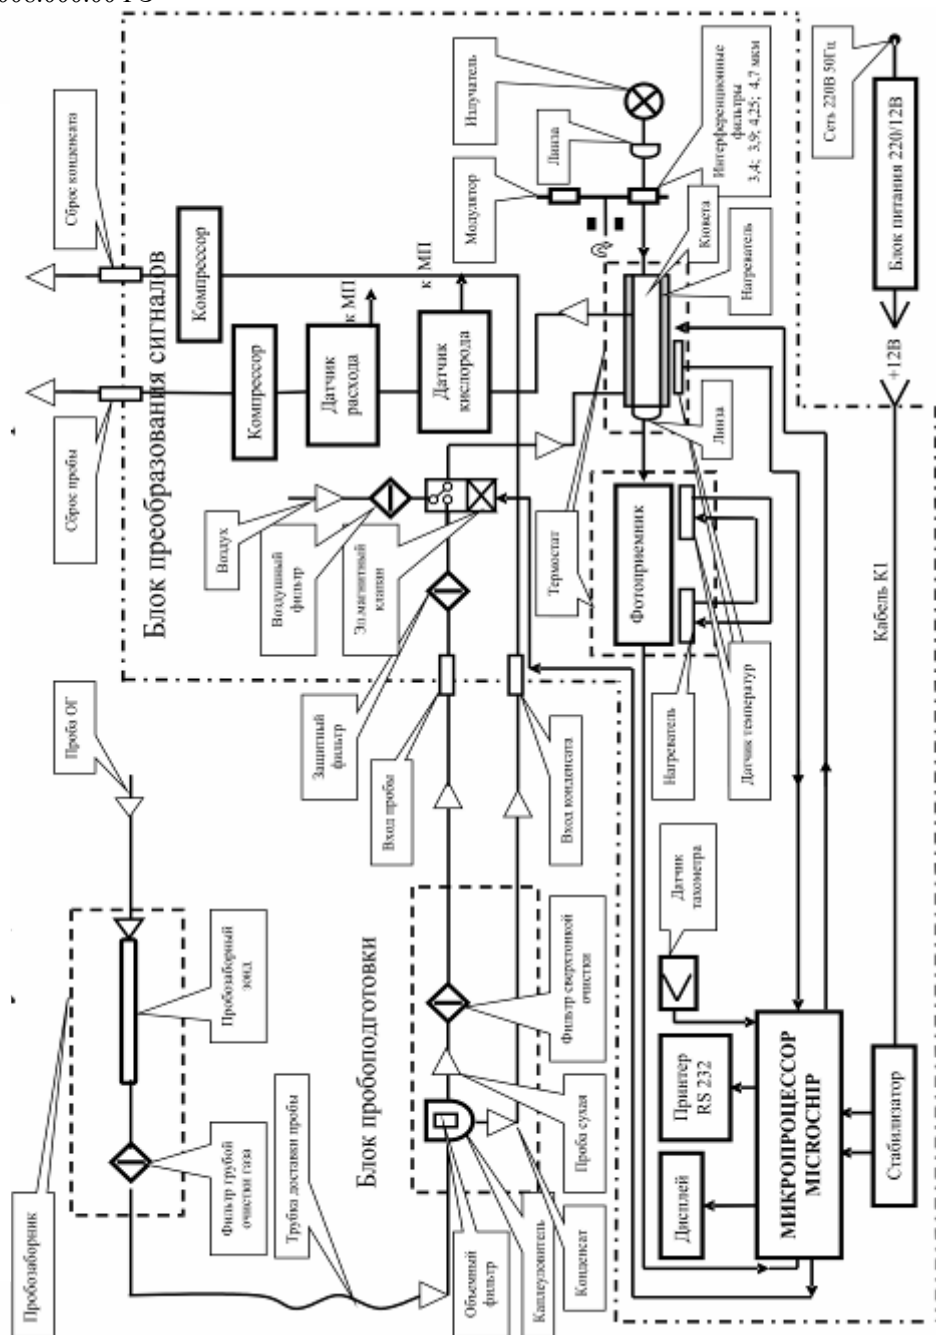 Сброс конденсата
Сброс пробы
Блок преобразования сигналов
Компрессор
Компрессор
Датчик
расхода
к МП
Датчик
кислорода
к МП
Излучатель
Линза
Модулятор
Интерференционные
фильтры
3,4; 3,9; 4,25; 4,7 мкм
Кювета
Нагреватель
Линза
Сеть 220В 50Гц
Блок питания 220/12В
+12В
Кабель К1
Воздух
Воздушный
фильтр
Эл.магнитный
клапан
Защитный
фильтр
Термостат
Фотоприемник
Нагреватель
Датчик температур
Проба ОГ
Вход пробы
Вход конденсата
Пробозаборный
зонд
Фильтр грубой
очистки газа
Пробозаборник
Трубка доставки пробы
Блок пробоподготовки
Фильтр сверхтонкой
очистки
Проба сухая
Объемный
фильтр
Каплеуловитель
Конденсат
Датчик
тахометра
Принтер
RS 232
Дисплей
МИКРОПРОЦЕССОР
MICROCHIP
Стабилизатор